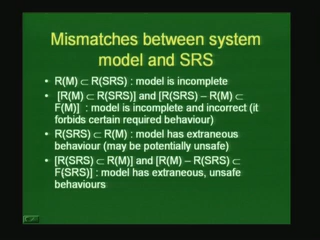 Mismatches between system
model and SRS
• R(M) ⊂ R(SRS) : model is incomplete
• [R(M) ⊂ R(SRS)] and [R(SRS) – R(M) ⊂
F(M)] : model is incomplete and incorrect (it
forbids certain required behaviour)
• R(SRS) ⊂ R(M) : model has extraneous
behaviour (may be potentially unsafe)
• [R(SRS) ⊂ R(M)] and [R(M) – R(SRS) ⊂
F(SRS)] : model has extraneous, unsafe
behaviours